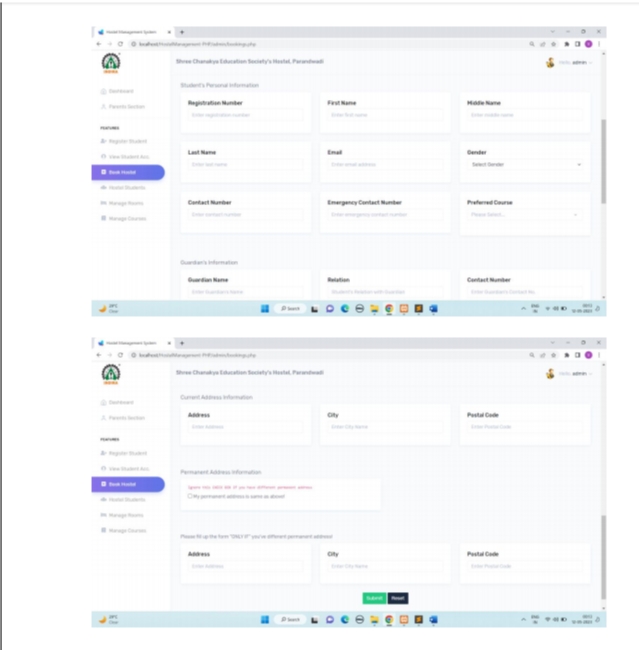 Hostel Management System
localhost/HostelManagement-PHP/admin/bookings.php
Shree Chanakya Education Society's Hostel, Parandwadi
Hello, admin
Student's Personal Information
Dashboard
Parents Section
Registration Number
First Name
Middle Name
Enter registration number
Enter first name
Enter middle name
FEATURES
Register Student
View Student Acc.
Book Hostel
Hostel Students
Manage Rooms
Manage Courses
Last Name
Email
Gender
Enter last name
Enter email address
Select Gender
Contact Number
Emergency Contact Number
Preferred Course
Enter contact number
Enter emergency contact number
Please Select...
Guardian's Information
Guardian Name
Relation
Contact Number
Enter Guardian's Name
Student's Relation with Guardian
Enter Guardian's Contact No.
Clear
Search
ENG
IN
Hostel Management System
localhost/HostelManagement-PHP/admin/bookings.php
Shree Chanakya Education Society's Hostel, Parandwadi
Hello, admin
Current Address Information
Dashboard
Parents Section
Address
City
Postal Code
Enter Address
Enter City Name
Enter Postal Code
FEATURES
Register Student
View Student Acc.
Book Hostel
Hostel Students
Manage Rooms
Manage Courses
Permanent Address Information
Ignore this CHECK BOX if you have different permanent address
My permanent address is same as above!
Please fill up the form "ONLY IF" you've different permanent address!
Address
City
Postal Code
Enter Address
Enter City Name
Enter Postal Code
Submit
Reset
Clear
Search
ENG
IN